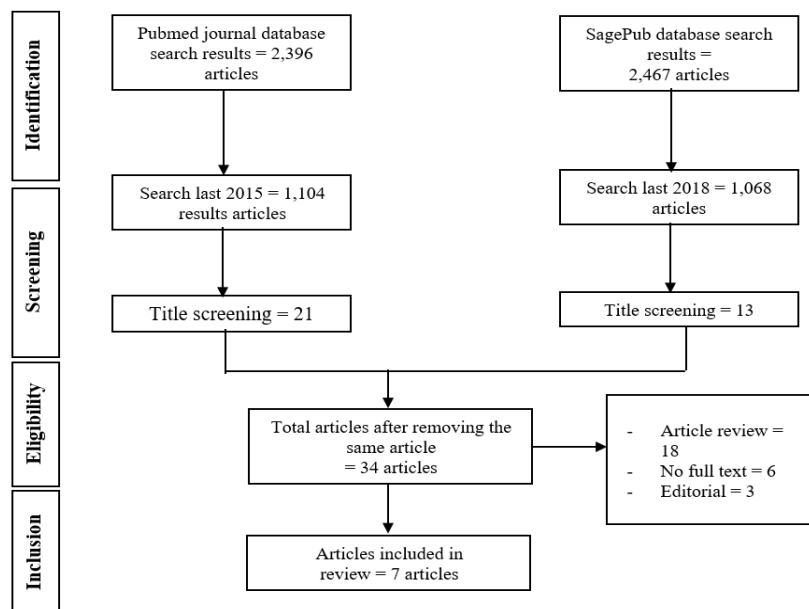 Identification
Pubmed journal database
search results = 2,396
articles
SagePub database search
results =
2,467 articles
Screening
Search last 2015 = 1,104
results articles
Search last 2018 = 1,068
articles
Title screening = 21
Title screening = 13
Eligibility
Total articles after removing the
same article
= 34 articles
- Article review =
18
- No full text = 6
- Editorial = 3
Inclusion
Articles included in
review = 7 articles